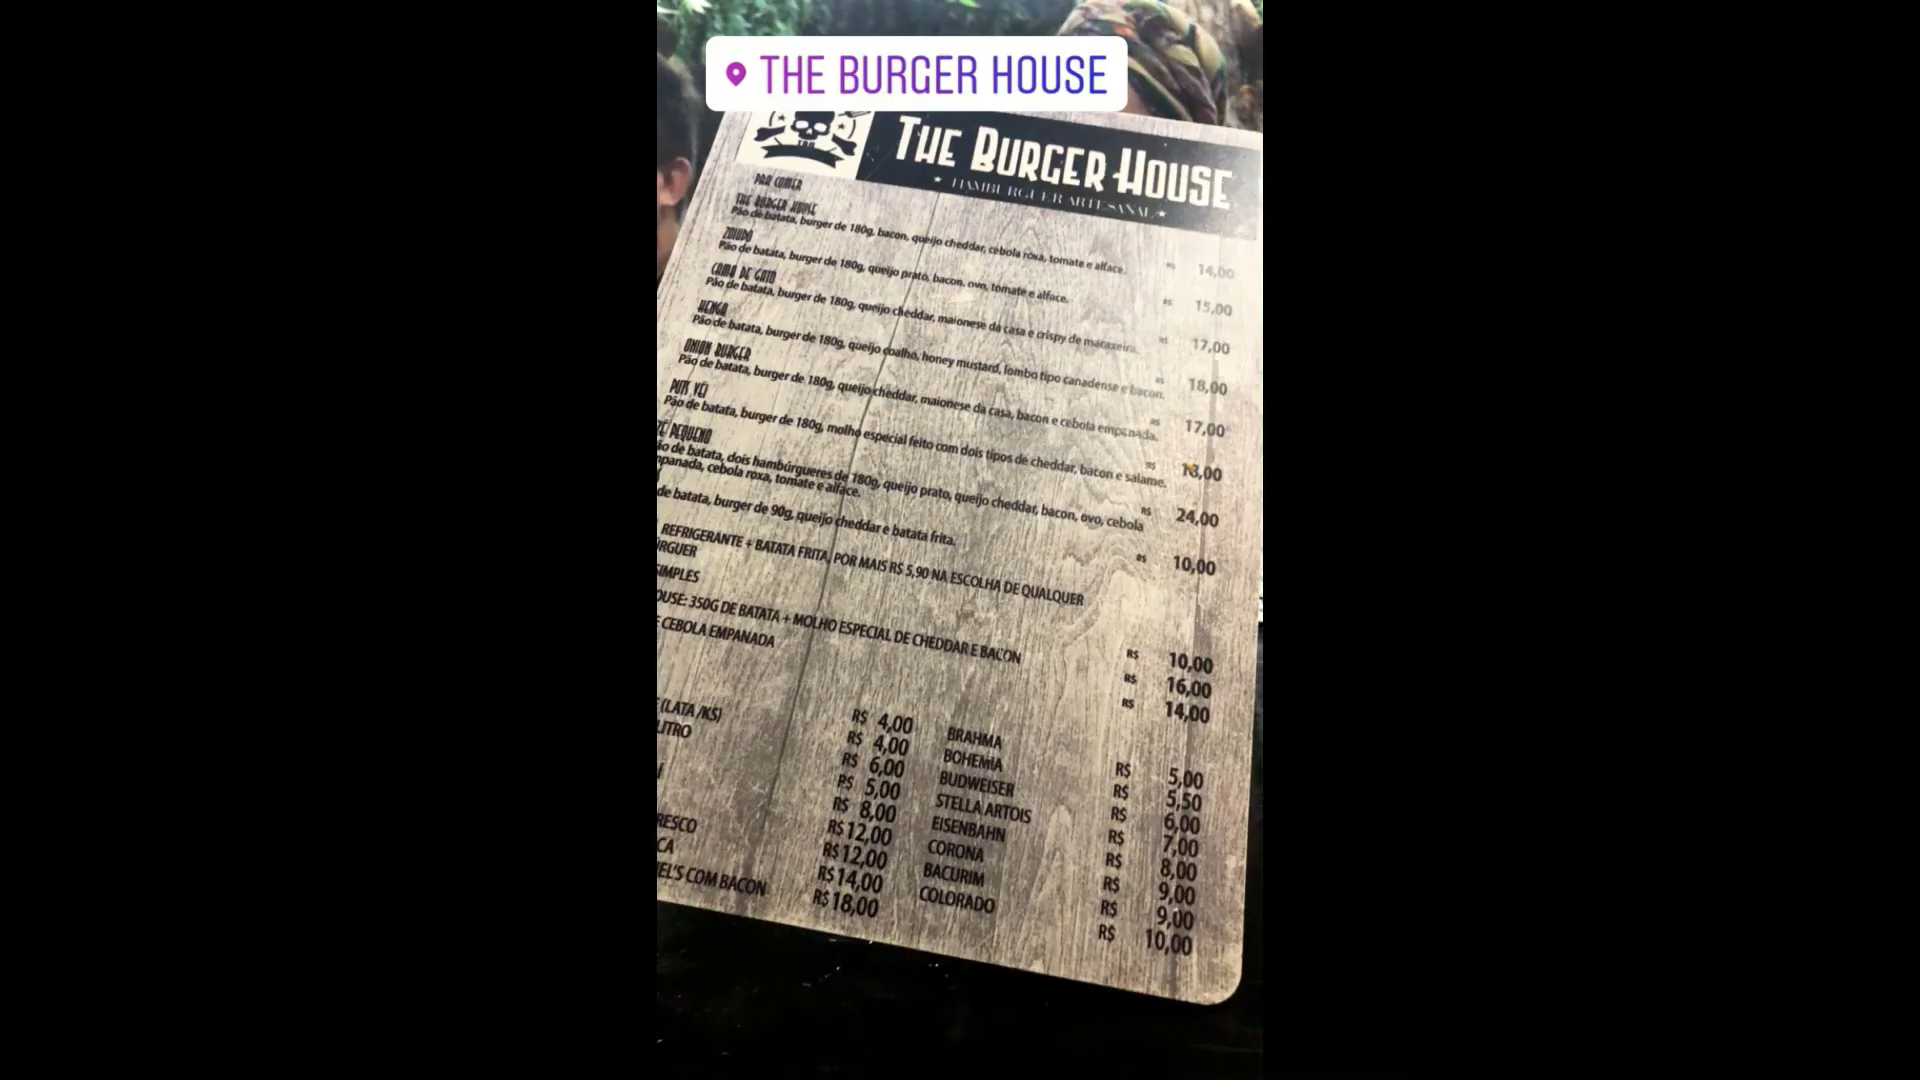 THE BURGER HOUSE
TBH
THE BURGER HOUSE
HAMBURGUER ARTESANAL
PRA COMER
THE BURGER HOUSE
Pão de batata, burger de 180g, bacon, queijo cheddar, cebola roxa, tomate e alface. R$ 14,00
ZOIUDO
Pão de batata, burger de 180g, queijo prato, bacon, ovo, tomate e alface. R$ 15,00
CAMA DE GATO
Pão de batata, burger de 180g, queijo cheddar, maionese da casa e crispy de macaxeira. R$ 17,00
KENGA
Pão de batata, burger de 180g, queijo coalho, honey mustard, lombo tipo canadense e bacon. R$ 18,00
ONION BURGER
Pão de batata, burger de 180g, queijo cheddar, maionese da casa, bacon e cebola empanada. R$ 17,00
PUTS VEI
Pão de batata, burger de 180g, molho especial feito com dois tipos de cheddar, bacon e salame. R$
ZÉ PEQUENO
ão de batata, dois hambúrgueres de 180g, queijo prato, queijo cheddar, bacon, ovo, cebola R$ 24,00
mpanada, cebola roxa, tomate e alface.
de batata, burger de 90g, queijo cheddar e batata frita. R$ 10,00
REFRIGERANTE + BATATA FRITA, POR MAIS R$ 5,90 NA ESCOLHA DE QUALQUER
ÚRGUER
SIMPLES R$ 10,00
OUSE: 350G DE BATATA + MOLHO ESPECIAL DE CHEDDAR E BACON R$ 16,00
E CEBOLA EMPANADA R$ 14,00
E (LATA /KS) R$ 4,00
LITRO R$ 4,00
R$ 6,00
R$ 5,00
R$ 8,00
R$ 12,00
RESCO R$ 12,00
CA R$ 14,00
EL'S COM BACON R$ 18,00
BRAHMA R$ 5,00
BOHEMIA R$ 5,50
BUDWEISER R$ 6,00
STELLA ARTOIS R$ 7,00
EISENBAHN R$ 8,00
CORONA R$ 9,00
BACURIM R$ 9,00
COLORADO R$ 10,00